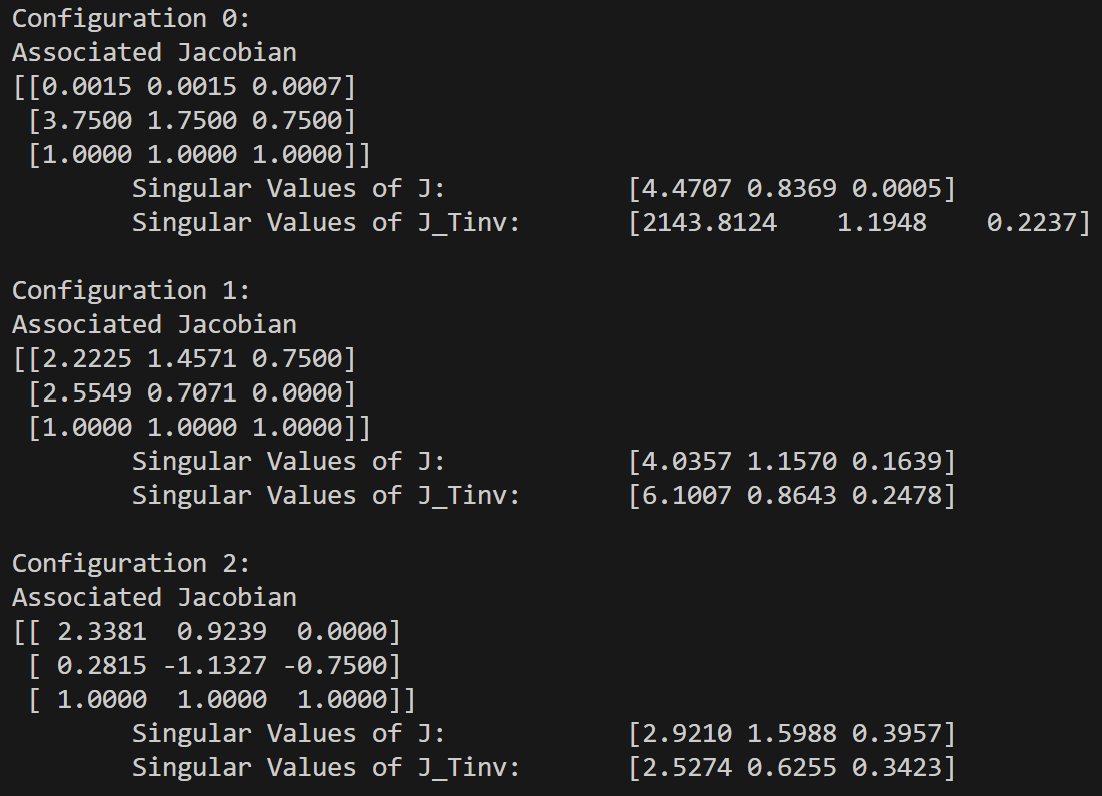 Configuration 0:
Associated Jacobian
[[0.0015 0.0015 0.0007]
 [3.7500 1.7500 0.7500]
 [1.0000 1.0000 1.0000]]
        Singular Values of J:            [4.4707 0.8369 0.0005]
        Singular Values of J_Tinv:       [2143.8124    1.1948    0.2237]

Configuration 1:
Associated Jacobian
[[2.2225 1.4571 0.7500]
 [2.5549 0.7071 0.0000]
 [1.0000 1.0000 1.0000]]
        Singular Values of J:            [4.0357 1.1570 0.1639]
        Singular Values of J_Tinv:       [6.1007 0.8643 0.2478]

Configuration 2:
Associated Jacobian
[[ 2.3381  0.9239  0.0000]
 [ 0.2815 -1.1327 -0.7500]
 [ 1.0000  1.0000  1.0000]]
        Singular Values of J:            [2.9210 1.5988 0.3957]
        Singular Values of J_Tinv:       [2.5274 0.6255 0.3423]